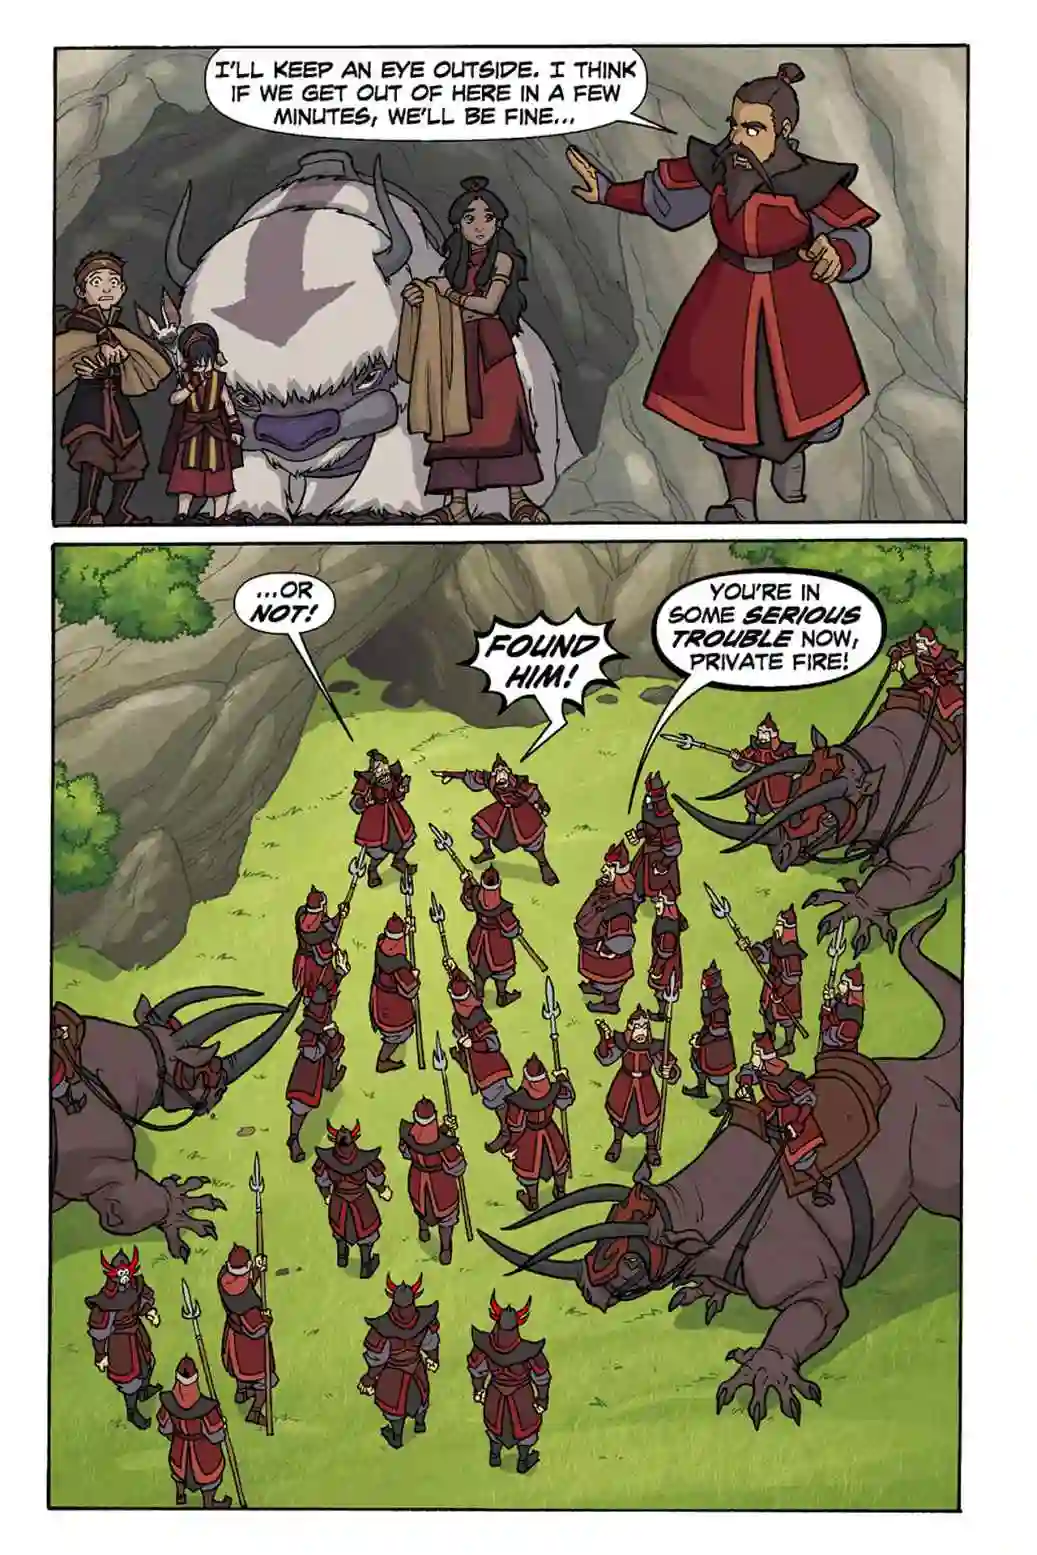 I'LL KEEP AN EYE OUTSIDE. I THINK
IF WE GET OUT OF HERE IN A FEW
MINUTES, WE'LL BE FINE...
...OR
NOT!
FOUND
HIM!
YOU'RE IN
SOME SERIOUS
TROUBLE NOW,
PRIVATE FIRE!